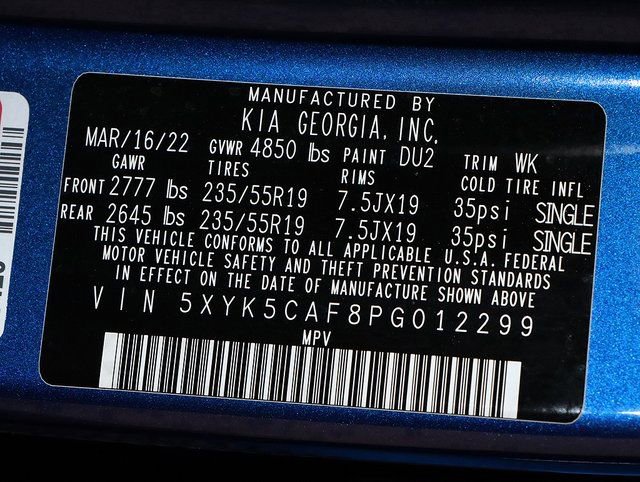 MANUFACTURED BY
KIA GEORGIA, INC.
MAR/16/22 GVWR 4850 lbs PAINT DU2 TRIM WK
GAWR TIRES RIMS COLD TIRE INFL
FRONT 2777 lbs 235/55R19 7.5JX19 35psi SINGLE
REAR 2645 lbs 235/55R19 7.5JX19 35psi SINGLE
THIS VEHICLE CONFORMS TO ALL APPLICABLE U.S.A. FEDERAL
MOTOR VEHICLE SAFETY AND THEFT PREVENTION STANDARDS
IN EFFECT ON THE DATE OF MANUFACTURE SHOWN ABOVE
VIN 5XYK5CAF8PG012299
MPV